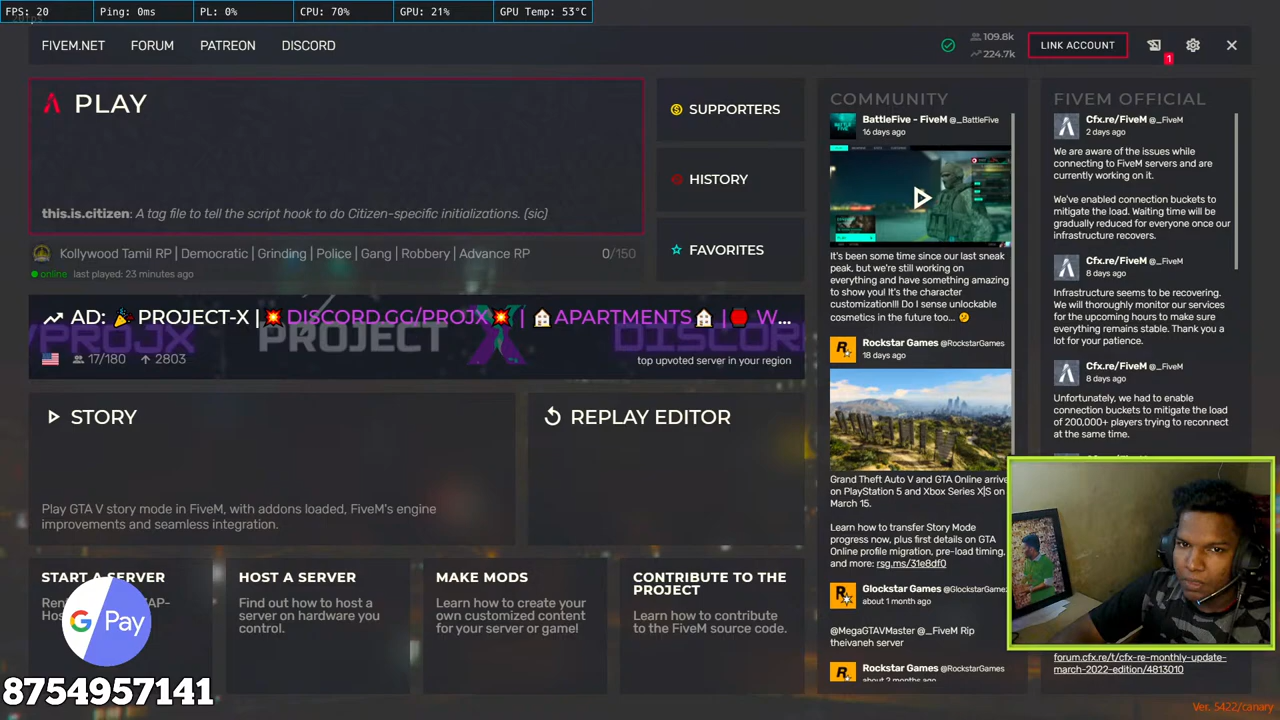 FPS: 20
Ping: 0ms
PL: 0%
CPU: 70%
GPU: 21%
GPU Temp: 53°C
FIVEM.NET
FORUM
PATREON
DISCORD
109.8k
224.7k
LINK ACCOUNT
1
PLAY
this.is.citizen: A tag file to tell the script hook to do Citizen-specific initializations. (sic)
Kollywood Tamil RP | Democratic | Grinding | Police | Gang | Robbery | Advance RP
0/150
online last played: 23 minutes ago
SUPPORTERS
HISTORY
FAVORITES
AD: 🎉PROJECT-X |💥DISCORD.GG/PROJX💥 | 🏠APARTMENTS🏠 |🛑 W...
PROJECT X
17/180
2803
top upvoted server in your region
STORY
Play GTA V story mode in FiveM, with addons loaded, FiveM's engine
improvements and seamless integration.
REPLAY EDITOR
START A SERVER
HOST A SERVER
Find out how to host a
server on hardware you
control.
MAKE MODS
Learn how to create your
own customized content
for your server or game!
CONTRIBUTE TO THE
PROJECT
Learn how to contribute
to the FiveM source code.
G Pay
8754957141
COMMUNITY
BattleFive - FiveM @_BattleFive
16 days ago
It's been some time since our last sneak
peak, but we're still working on
everything and have something amazing
to show you! It's the character
customization!!! Do I sense unlockable
cosmetics in the future too... 🤔
Rockstar Games @RockstarGames
18 days ago
Grand Theft Auto V and GTA Online arrive
on PlayStation 5 and Xbox Series X|S on
March 15.
Learn how to transfer Story Mode
progress now, plus first details on GTA
Online profile migration, pre-load timing,
and more: rsg.ms/31e8df0
Glockstar Games @GlockstarGamez
about 1 month ago
@MegaGTAVMaster @_FiveM Rip
theivaneh server
Rockstar Games @RockstarGames
about 2 months ago
FIVEM OFFICIAL
Cfx.re/FiveM @_FiveM
2 days ago
We are aware of the issues while
connecting to FiveM servers and are
currently working on it.
We've enabled connection buckets to
mitigate the load. Waiting time will be
gradually reduced for everyone once our
infrastructure recovers.
Cfx.re/FiveM @_FiveM
8 days ago
Infrastructure seems to be recovering.
We will thoroughly monitor our services
for the upcoming hours to make sure
everything remains stable. Thank you a
lot for your patience.
Cfx.re/FiveM @_FiveM
8 days ago
Unfortunately, we had to enable
connection buckets to mitigate the load
of 200,000+ players trying to reconnect
at the same time.
forum.cfx.re/t/cfx-re-monthly-update-
march-2022-edition/4813010
Ver. 5422/canary